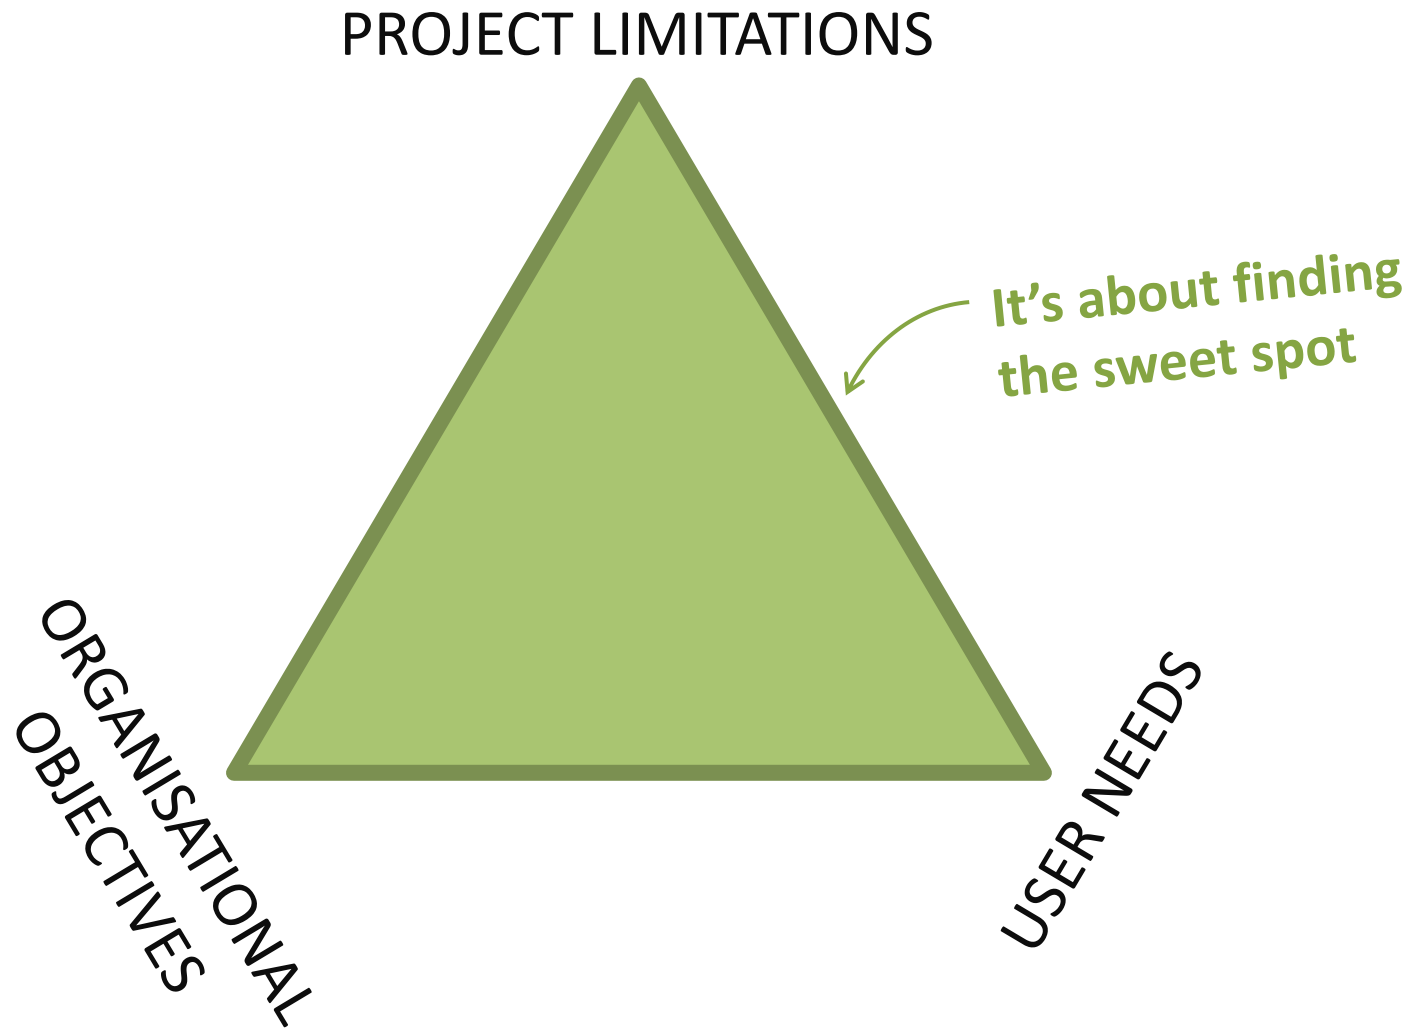 PROJECT LIMITATIONS
It’s about finding
the sweet spot
ORGANISATIONAL
OBJECTIVES
USER NEEDS